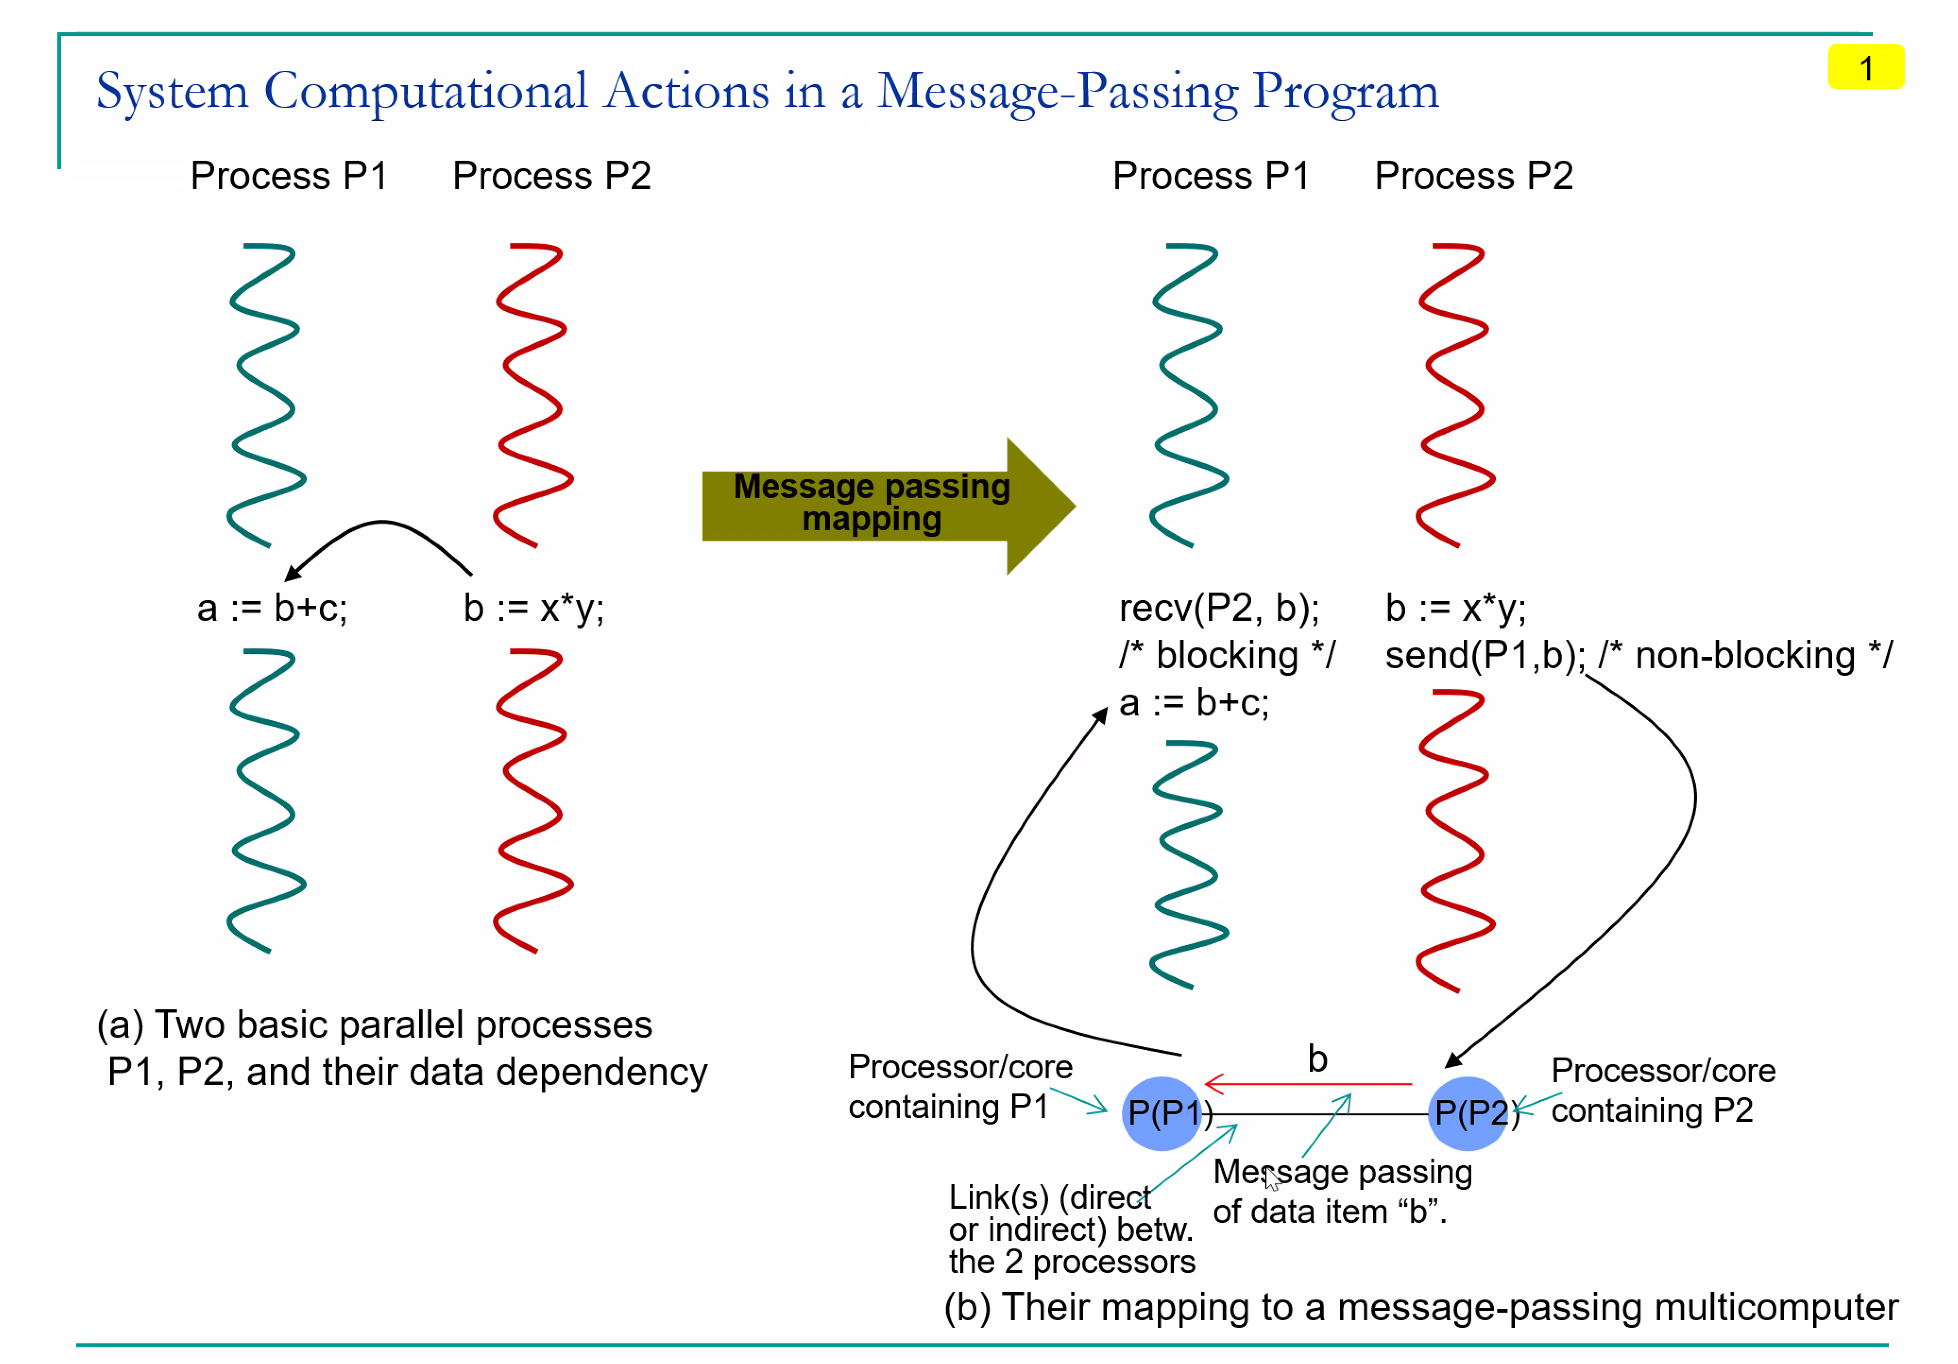 System Computational Actions in a Message-Passing Program
1
Process P1
Process P2
a := b+c;
b := x*y;
(a) Two basic parallel processes
P1, P2, and their data dependency
Message passing
mapping
Process P1
Process P2
recv(P2, b);
/* blocking */
a := b+c;
b := x*y;
send(P1,b); /* non-blocking */
Processor/core
containing P1
b
P(P1)
P(P2)
Processor/core
containing P2
Link(s) (direct
or indirect) betw.
the 2 processors
Message passing
of data item “b”.
(b) Their mapping to a message-passing multicomputer